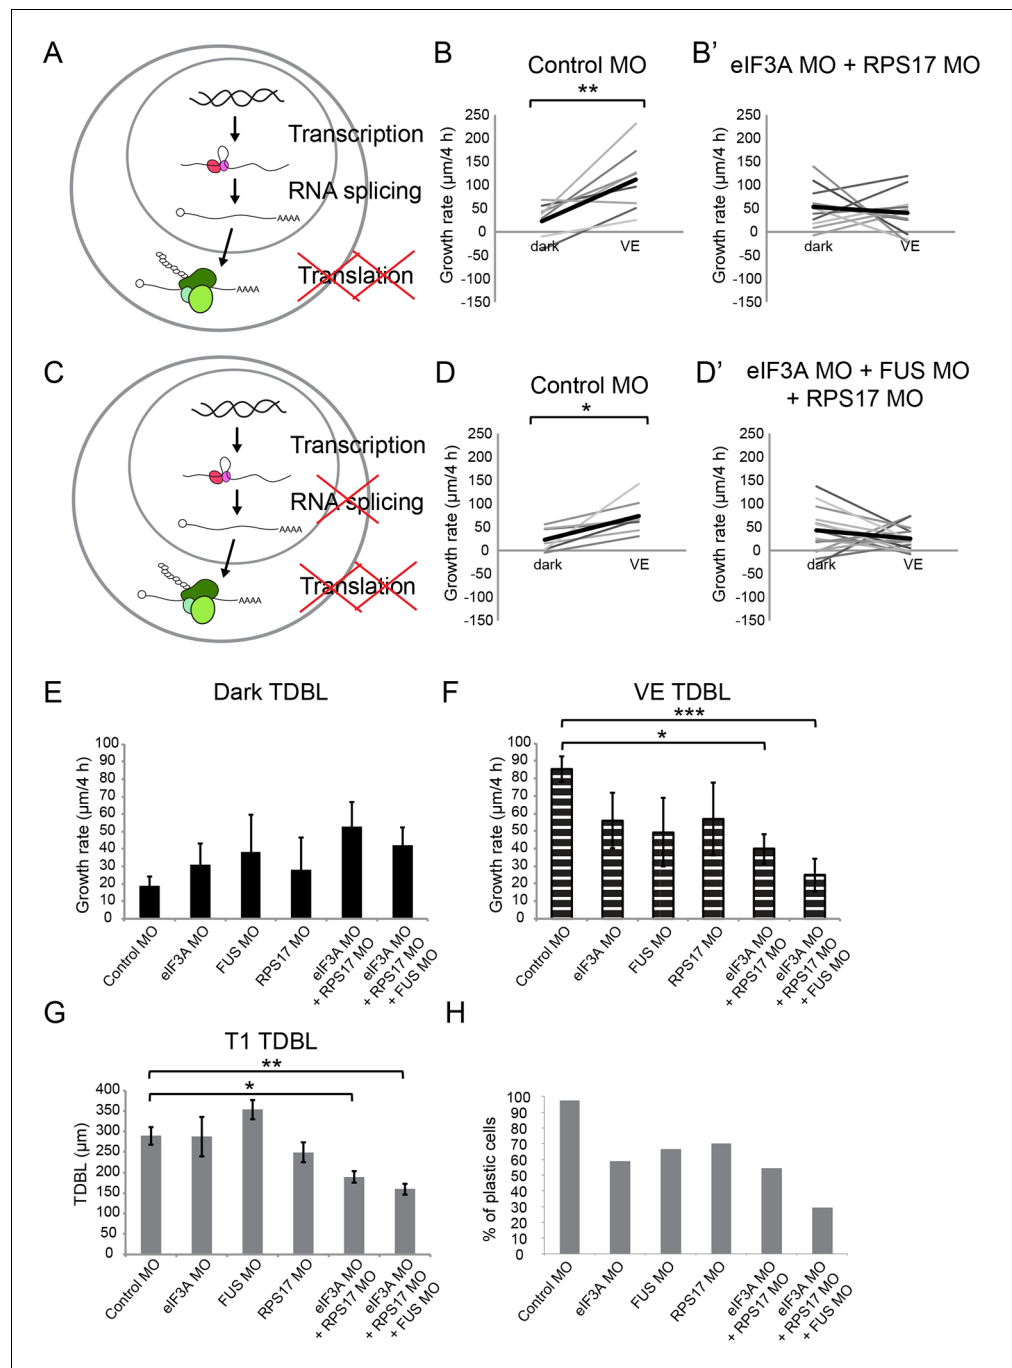 A
Transcription
RNA splicing
AAAA
Translation
AAAA
B
Control MO
**
Growth rate (µm/4 h)
250
200
150
100
50
0
-50
-100
-150
dark
VE
B’
eIF3A MO + RPS17 MO
Growth rate (µm/4 h)
250
200
150
100
50
0
-50
-100
-150
dark
VE
C
Transcription
RNA splicing
AAAA
Translation
AAAA
D
Control MO
*
Growth rate (µm/4 h)
250
200
150
100
50
0
-50
-100
-150
dark
VE
D’
eIF3A MO + FUS MO
+ RPS17 MO
Growth rate (µm/4 h)
250
200
150
100
50
0
-50
-100
-150
dark
VE
E
Dark TDBL
Growth rate (µm/4 h)
100
90
80
70
60
50
40
30
20
10
0
Control MO
eIF3A MO
FUS MO
RPS17 MO
eIF3A MO
+ RPS17 MO
eIF3A MO
+ RPS17 MO
+ FUS MO
F
VE TDBL
***
*
Growth rate (µm/4 h)
100
90
80
70
60
50
40
30
20
10
0
Control MO
eIF3A MO
FUS MO
RPS17 MO
eIF3A MO
+ RPS17 MO
eIF3A MO
+ RPS17 MO
+ FUS MO
G
T1 TDBL
**
*
TDBL (µm)
400
350
300
250
200
150
100
50
0
Control MO
eIF3A MO
FUS MO
RPS17 MO
eIF3A MO
+ RPS17 MO
eIF3A MO
+ RPS17 MO
+ FUS MO
H
% of plastic cells
100
90
80
70
60
50
40
30
20
10
0
Control MO
eIF3A MO
FUS MO
RPS17 MO
eIF3A MO
+ RPS17 MO
eIF3A MO
+ RPS17 MO
+ FUS MO